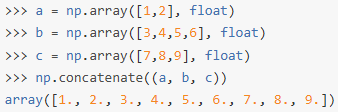 >>> a = np.array([1,2], float)
>>> b = np.array([3,4,5,6], float)
>>> c = np.array([7,8,9], float)
>>> np.concatenate((a, b, c))
array([1., 2., 3., 4., 5., 6., 7., 8., 9.])